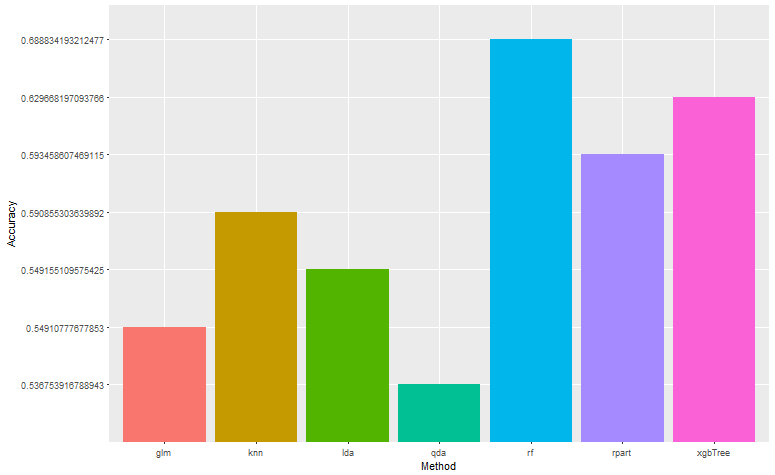 0.688834193212477
0.629668197093766
0.593458607469115
0.590855303639892
0.549155109575425
0.54910777677853
0.536753916788943
Accuracy
glm knn lda qda rf rpart xgbTree
Method